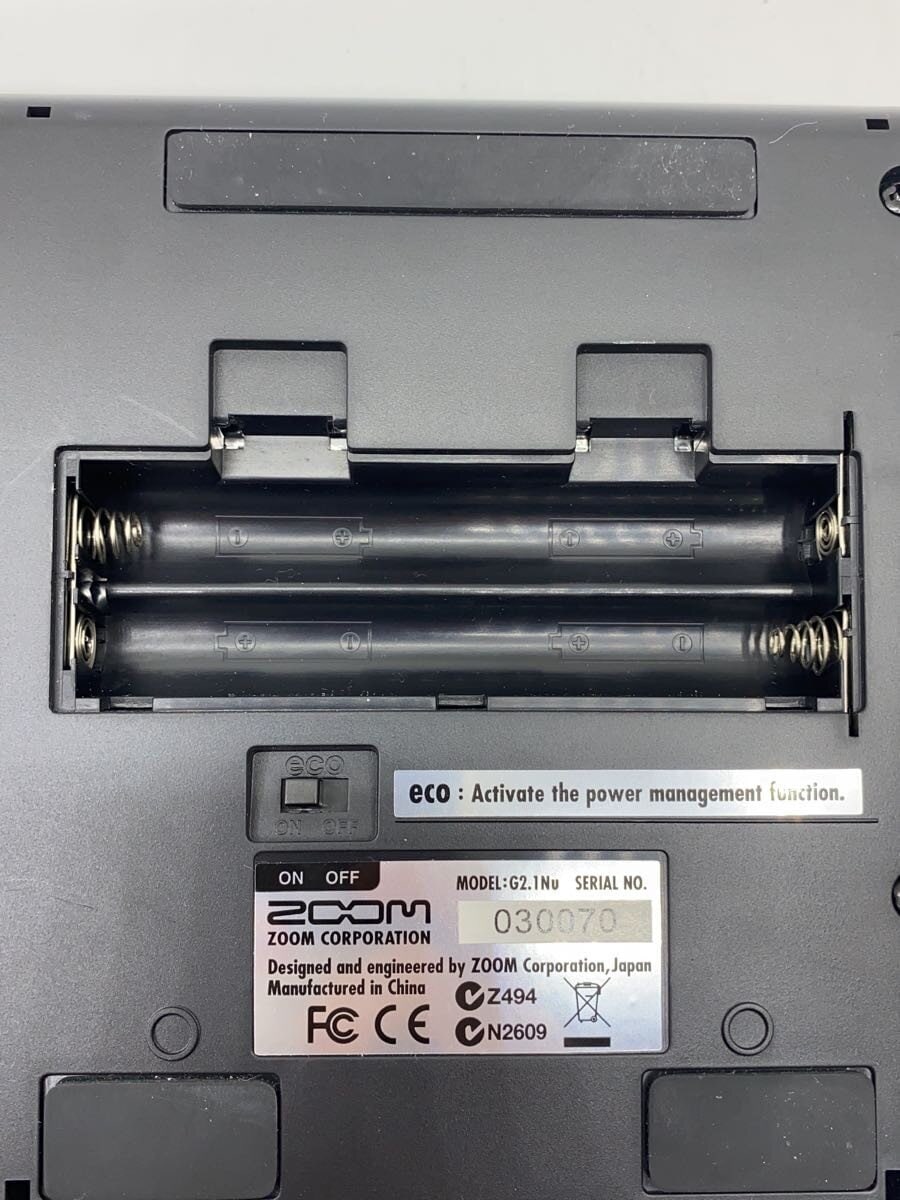 eco
ON OFF
eco : Activate the power management function.
ON OFF
MODEL:G2.1Nu SERIAL NO.
ZOOM
030070
ZOOM CORPORATION
Designed and engineered by ZOOM Corporation, Japan
Manufactured in China
Z494
FC CE
N2609